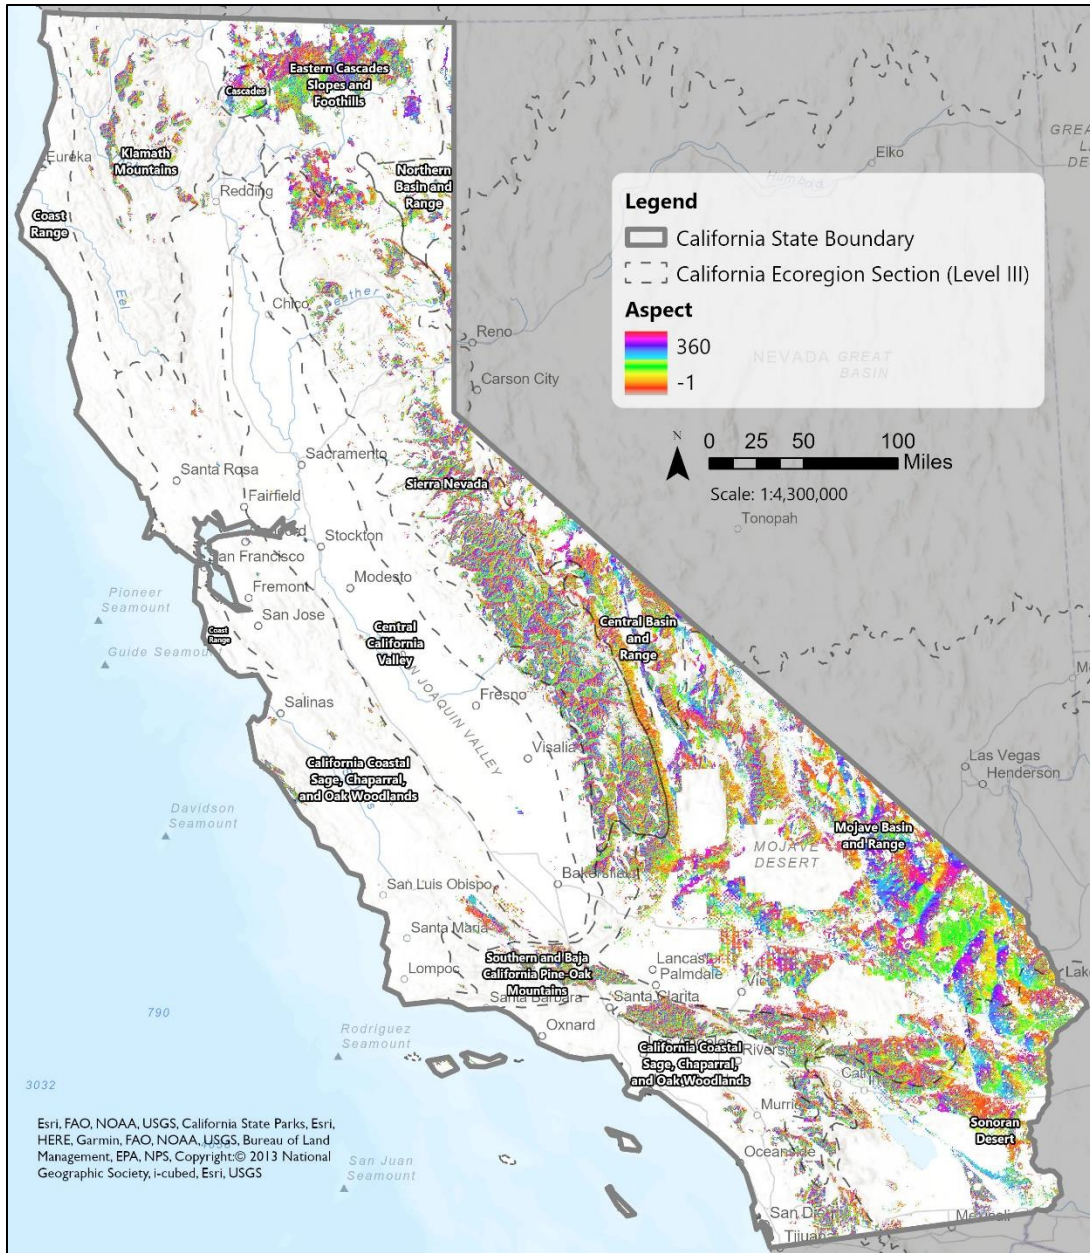 Eastern Cascades
Slopes and
Foothills
Cascades
GREAT
Elko
Eureka
Klamath
Mountains
Northern
Basin and
Range
Redding
Coast
Range
Legend
California State Boundary
California Ecoregion Section (Level III)
Aspect
360
-1
Eel
Chico
Reno
NEVADA GREAT
BASIN
Carson City
N
0 25 50 100
Miles
Scale: 1:4,300,000
Sacramento
Santa Rosa
Sierra Nevada
Fairfield
Tonopah
Stockton
San Francisco
Modesto
Fremont
Pioneer
Seamount
San Jose
Coast
Range
Guide Seamount
Central
California
Valley
Central Basin
and
Range
SAN JOAQUIN VALLEY
Salinas
Fresno
Visalia
Las Vegas
Henderson
California Coastal
Sage, Chaparral,
and Oak Woodlands
Davidson
Seamount
Mojave Basin
and Range
MOJAVE
DESERT
San Luis Obispo
Bakersfield
Santa Maria
Lompoc
Southern and Baja
California Pine-Oak
Mountains
Lancaster
Palmdale
Santa Barbara
Santa Clarita
790
Oxnard
Rodriguez
Seamount
California Coastal
Sage, Chaparral,
and Oak Woodlands
3032
Esri, FAO, NOAA, USGS, California State Parks, Esri,
HERE, Garmin, FAO, NOAA, USGS, Bureau of Land
Management, EPA, NPS, Copyright:© 2013 National
Geographic Society, i-cubed, Esri, USGS
Sonoran
Desert
Oceanside
San Juan
Seamount
Tijuana